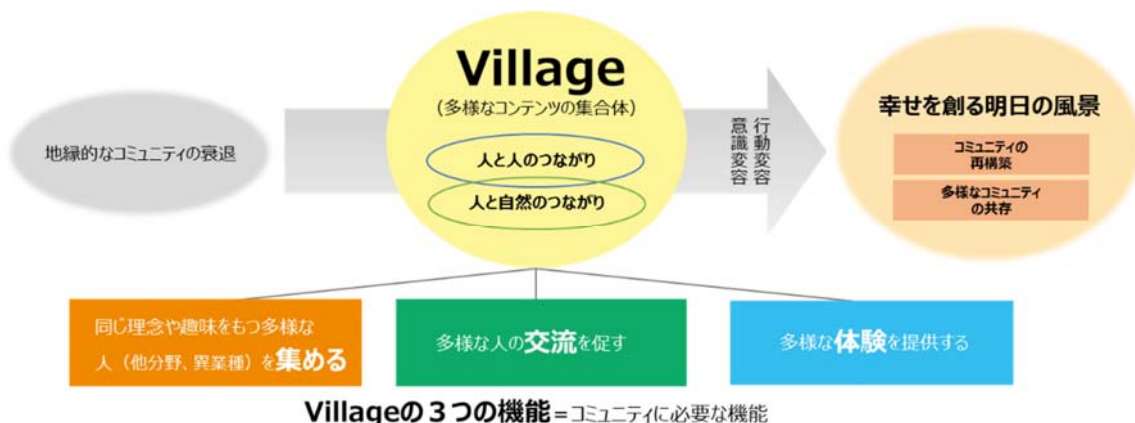 Village
(多様なコンテンツの集合体)
地縁的なコミュニティの衰退
人と人のつながり
人と自然のつながり
行動変容
意識変容
幸せを創る明日の風景
コミュニティの
再構築
多様なコミュニティ
の共存
同じ理念や趣味をもつ多様な
人（他分野、異業種）を集める
多様な人の交流を促す
多様な体験を提供する
Villageの３つの機能＝コミュニティに必要な機能